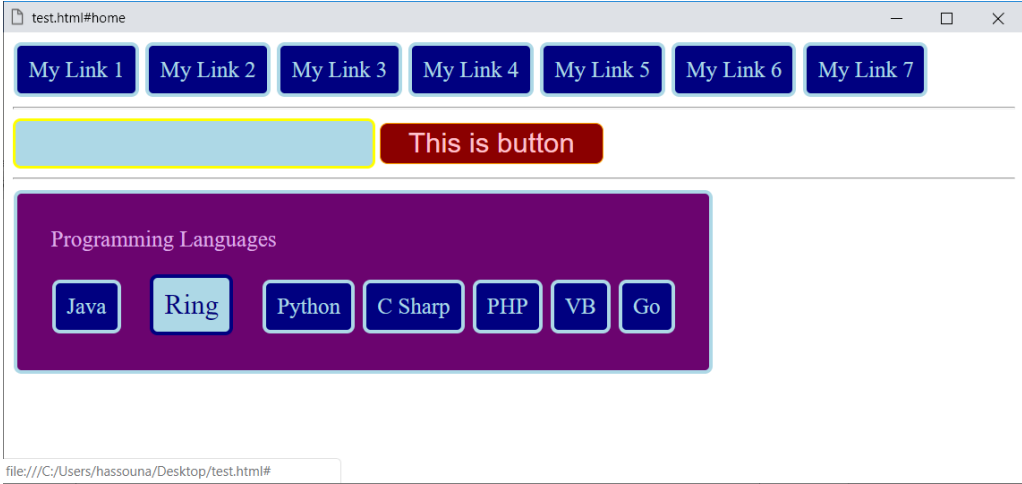 test.html#home
My Link 1 My Link 2 My Link 3 My Link 4 My Link 5 My Link 6 My Link 7
This is button
Programming Languages
Java Ring Python C Sharp PHP VB Go
file:///C:/Users/hassouna/Desktop/test.html#